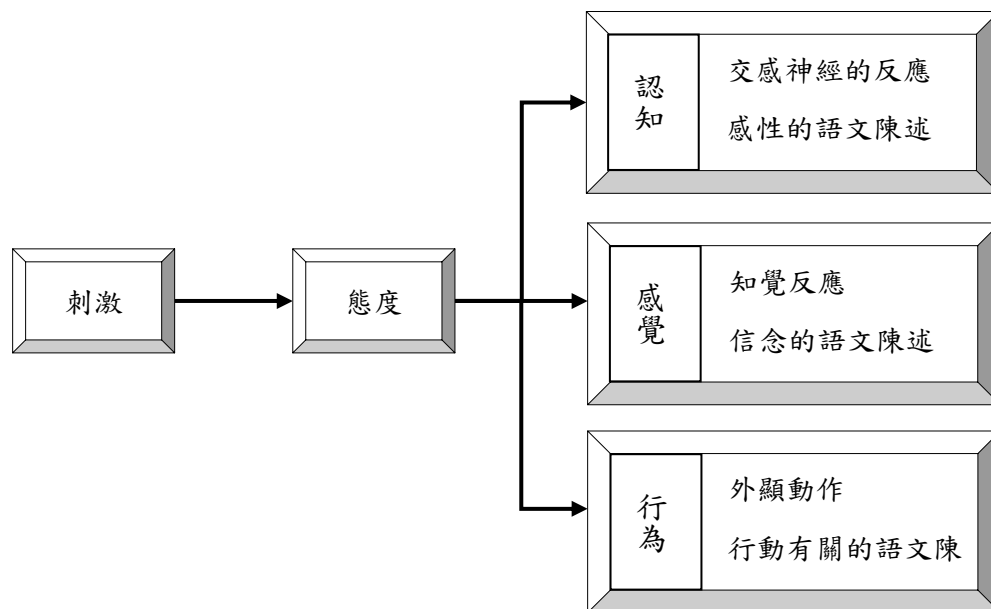 刺激
態度
認知
交感神經的反應
感性的語文陳述
感覺
知覺反應
信念的語文陳述
行為
外顯動作
行動有關的語文陳